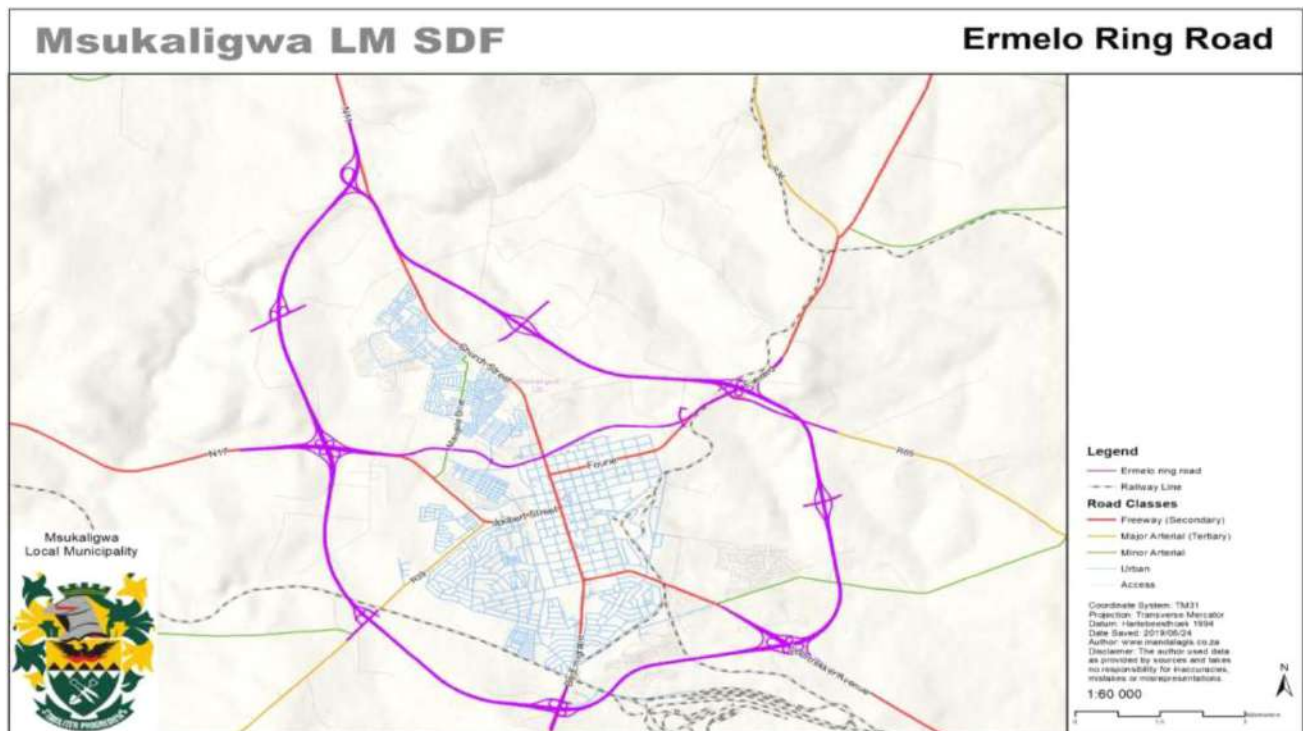 Msukaligwa LM SDF
Ermelo Ring Road
N11
Church Street
N17
Fourie
Joubert Street
R65
R39
Msukaligwa
Local Municipality
Legend
Ermelo ring road
Railway Line
Road Classes
Freeway (Secondary)
Major Arterial (Tertiary)
Minor Arterial
Urban
Access
Coordinate System: TM31
Projection: Transverse Mercator
Datum: Hartebeesthoek 1994
Date Saved: 2019/06/24
Author: www.mandalagis.co.za
Disclaimer: The author used data
as provided by sources and takes
no responsibility for inaccuracies,
mistakes or misrepresentations.
1:60 000
N